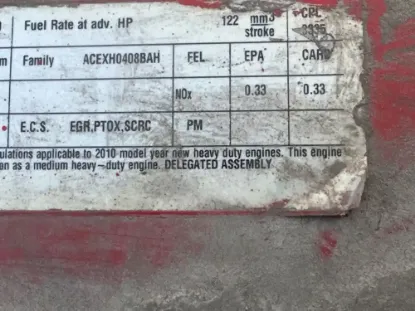 Fuel Rate at adv. HP 122 mm3
stroke
CPL
Family ACEXH0408BAH FEL EPA CARB
NOx 0.33 0.33
E.C.S. EGR,PTOX,SCRC PM
ulations applicable to 2010 model year new heavy duty engines. This engine
as a medium heavy-duty engine. DELEGATED ASSEMBLY